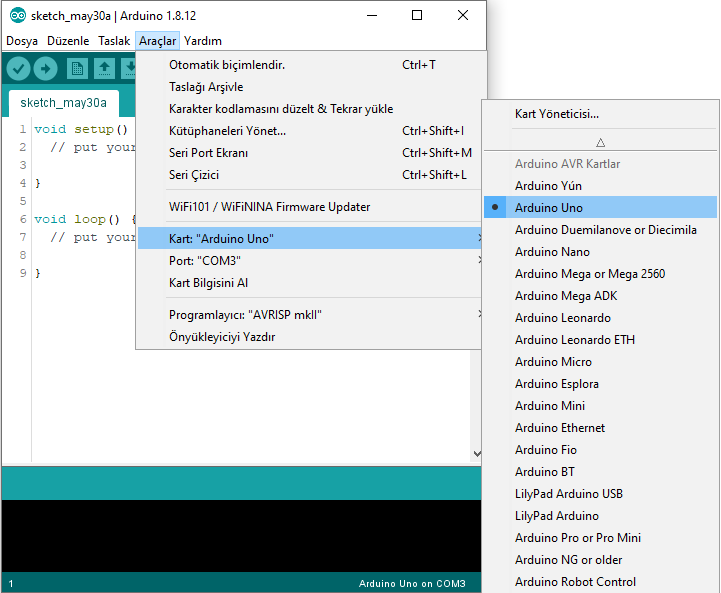 sketch_may30a | Arduino 1.8.12
Dosya Düzenle Taslak Araçlar Yardım
sketch_may30a
1 void setup()
2 // put your
3
4 }
5
6 void loop() {
7 // put your
8
9 }
Otomatik biçimlendir. Ctrl+T
Taslağı Arşivle
Karakter kodlamasını düzelt & Tekrar yükle
Kütüphaneleri Yönet... Ctrl+Shift+I
Seri Port Ekranı Ctrl+Shift+M
Seri Çizici Ctrl+Shift+L
WiFi101 / WiFiNINA Firmware Updater
Kart: "Arduino Uno"
Port: "COM3"
Kart Bilgisini Al
Programlayıcı: "AVRISP mkII"
Önyükleyiciyi Yazdır
Kart Yöneticisi...
Arduino AVR Kartlar
Arduino Yún
Arduino Uno
Arduino Duemilanove or Diecimila
Arduino Nano
Arduino Mega or Mega 2560
Arduino Mega ADK
Arduino Leonardo
Arduino Leonardo ETH
Arduino Micro
Arduino Esplora
Arduino Mini
Arduino Ethernet
Arduino Fio
Arduino BT
LilyPad Arduino USB
LilyPad Arduino
Arduino Pro or Pro Mini
Arduino NG or older
Arduino Robot Control
1 Arduino Uno on COM3